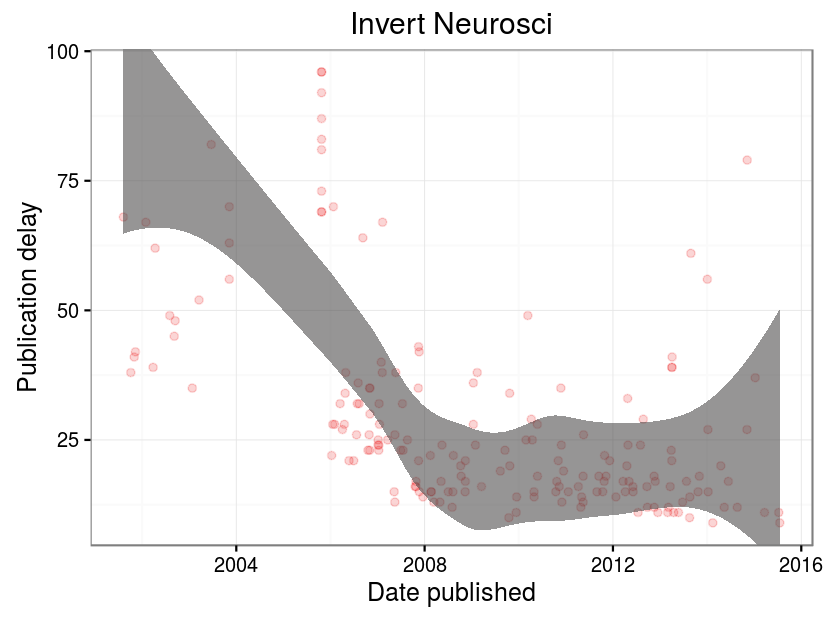 Invert Neurosci
Publication delay
100
75
50
25
2004
2008
2012
2016
Date published